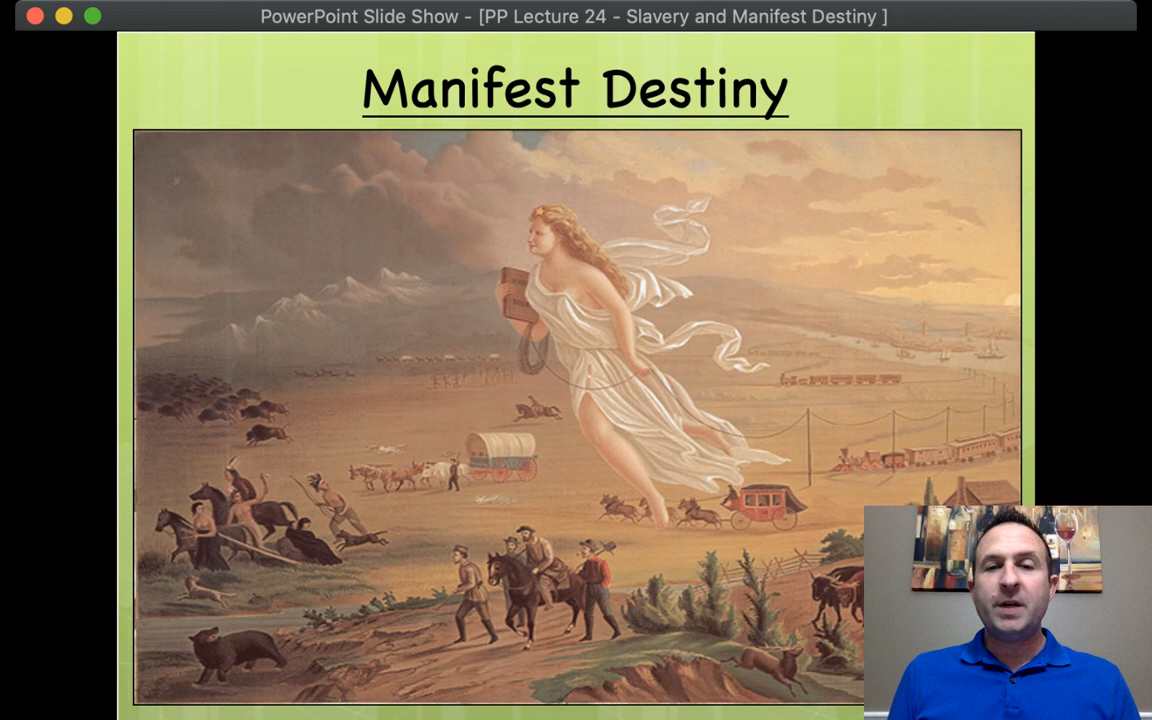 PowerPoint Slide Show - [PP Lecture 24 - Slavery and Manifest Destiny ]
Manifest Destiny